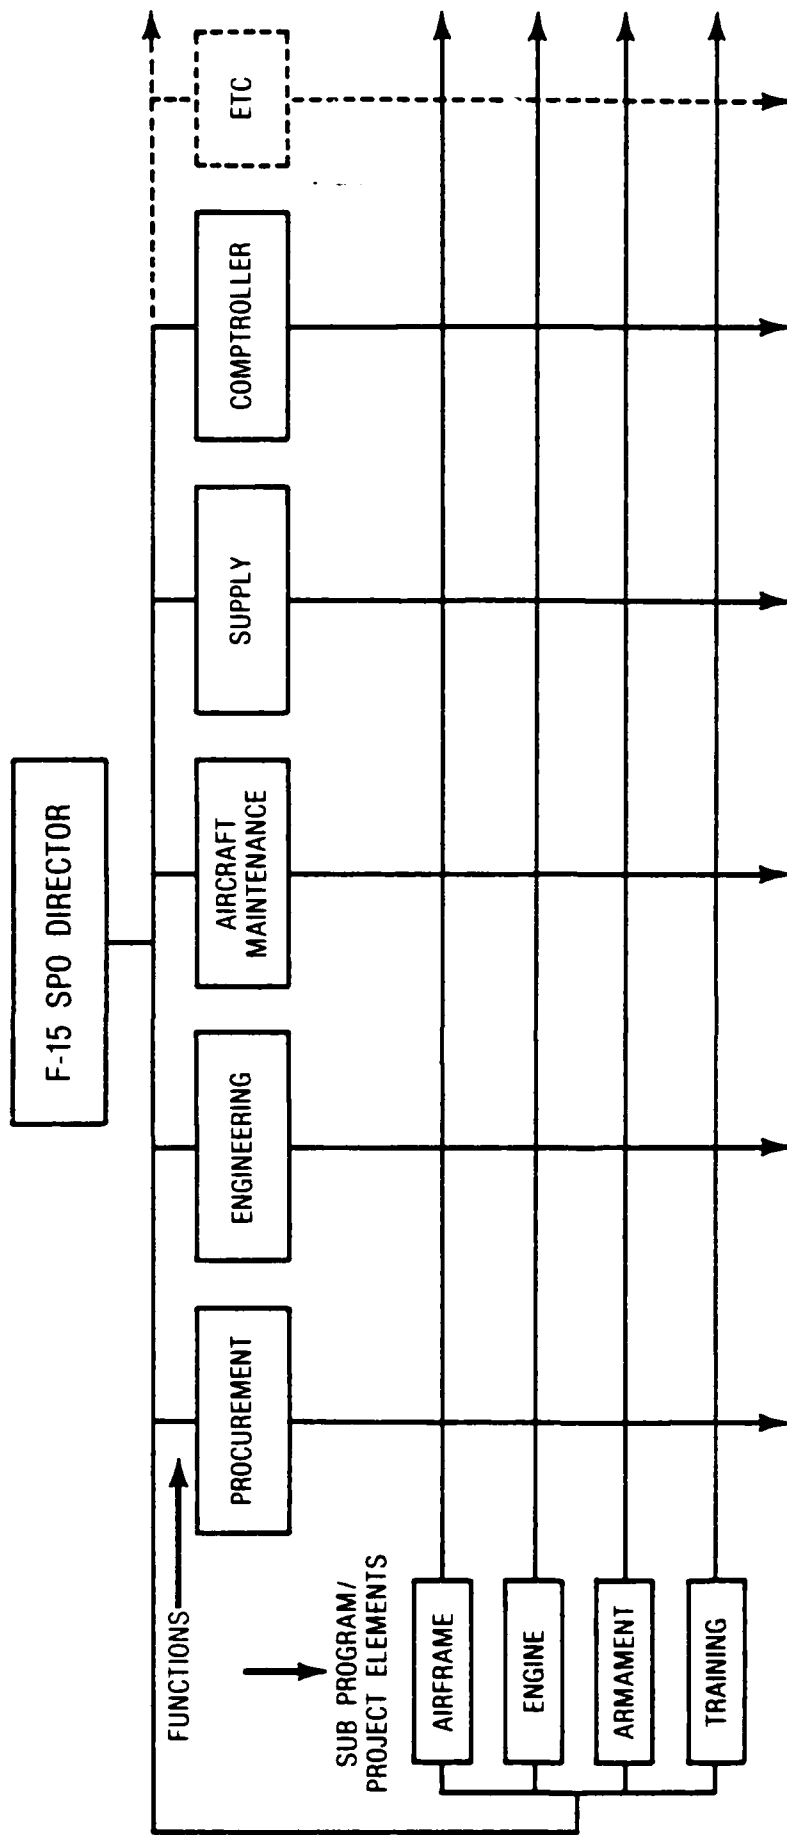 F-15 SPO DIRECTOR
FUNCTIONS
PROCUREMENT
ENGINEERING
AIRCRAFT
MAINTENANCE
SUPPLY
COMPTROLLER
ETC
SUB PROGRAM/
PROJECT ELEMENTS
AIRFRAME
ENGINE
ARMAMENT
TRAINING